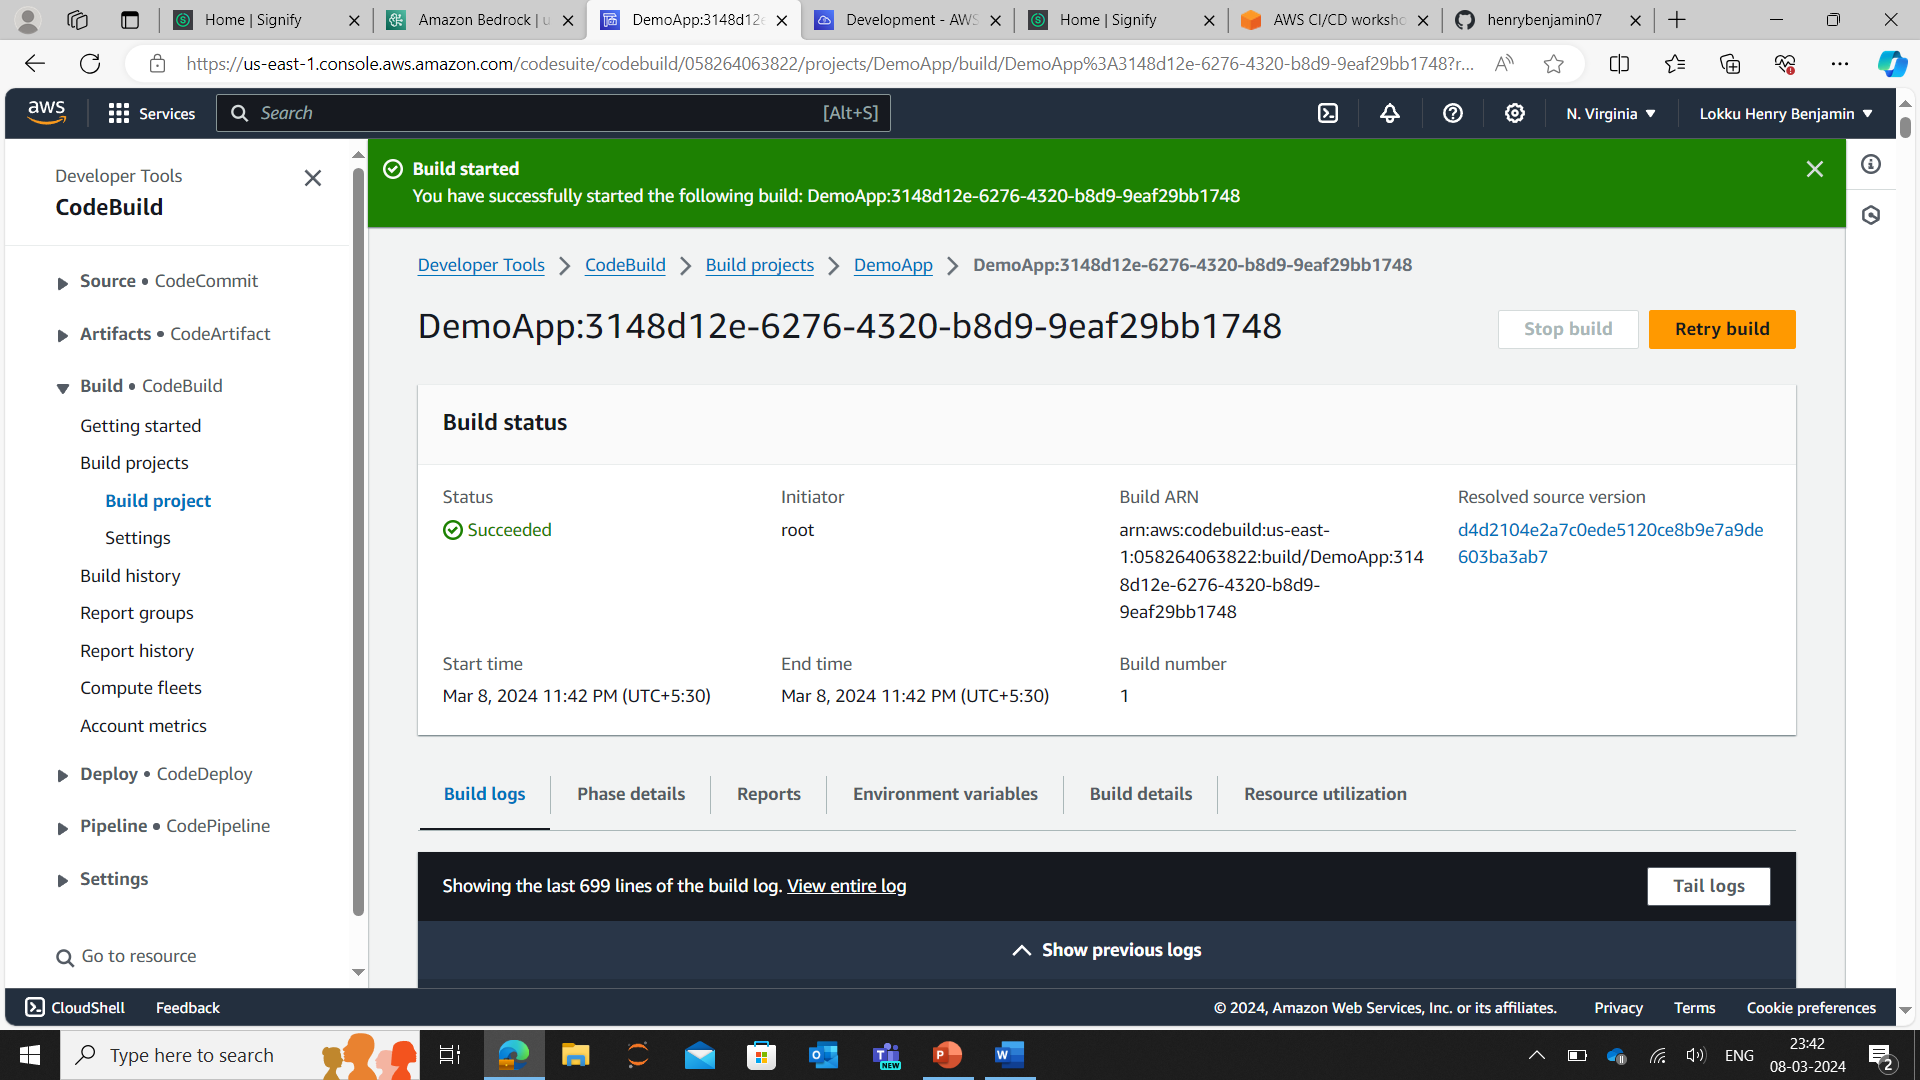 Home | Signify
Amazon Bedrock | u
DemoApp:3148d12e
Development - AWS
Home | Signify
AWS CI/CD worksho
henrybenjamin07
https://us-east-1.console.aws.amazon.com/codesuite/codebuild/058264063822/projects/DemoApp/build/DemoApp%3A3148d12e-6276-4320-b8d9-9eaf29bb1748?r...
aws
Services
Search
[Alt+S]
N. Virginia
Lokku Henry Benjamin
Developer Tools
CodeBuild
Source • CodeCommit
Artifacts • CodeArtifact
Build • CodeBuild
Getting started
Build projects
Build project
Settings
Build history
Report groups
Report history
Compute fleets
Account metrics
Deploy • CodeDeploy
Pipeline • CodePipeline
Settings
Go to resource
Build started
You have successfully started the following build: DemoApp:3148d12e-6276-4320-b8d9-9eaf29bb1748
Developer Tools
CodeBuild
Build projects
DemoApp
DemoApp:3148d12e-6276-4320-b8d9-9eaf29bb1748
DemoApp:3148d12e-6276-4320-b8d9-9eaf29bb1748
Stop build
Retry build
Build status
Status
Succeeded
Initiator
root
Build ARN
arn:aws:codebuild:us-east-
1:058264063822:build/DemoApp:314
8d12e-6276-4320-b8d9-
9eaf29bb1748
Resolved source version
d4d2104e2a7c0ede5120ce8b9e7a9de
603ba3ab7
Start time
Mar 8, 2024 11:42 PM (UTC+5:30)
End time
Mar 8, 2024 11:42 PM (UTC+5:30)
Build number
1
Build logs
Phase details
Reports
Environment variables
Build details
Resource utilization
Showing the last 699 lines of the build log. View entire log
Tail logs
Show previous logs
CloudShell
Feedback
© 2024, Amazon Web Services, Inc. or its affiliates.
Privacy
Terms
Cookie preferences
Type here to search
NEW
ENG
23:42
08-03-2024
2